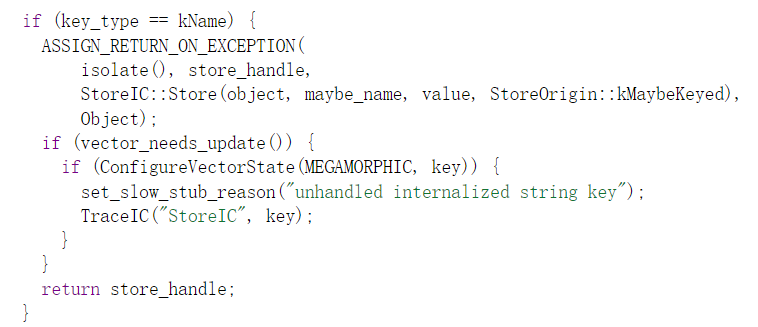 if (key_type == kName) {
ASSIGN_RETURN_ON_EXCEPTION(
isolate(), store_handle,
StoreIC::Store(object, maybe_name, value, StoreOrigin::kMaybeKeyed),
Object);
if (vector_needs_update()) {
if (ConfigureVectorState(MEGAMORPHIC, key)) {
set_slow_stub_reason("unhandled internalized string key");
TraceIC("StoreIC", key);
}
}
return store_handle;
}